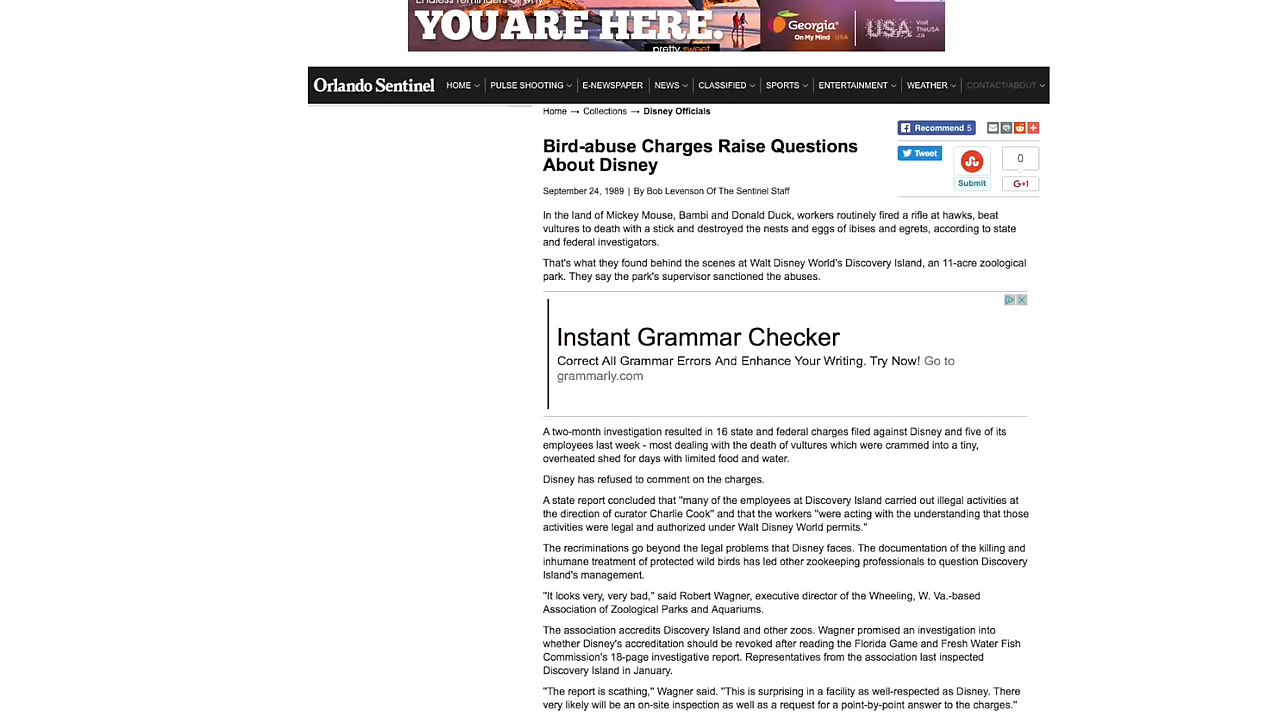 Endless reminders of why
YOU ARE HERE.
pretty.sweet.
Georgia
On My Mind USA
USA
Visit
TheUSA
.ca
Orlando Sentinel HOME PULSE SHOOTING E-NEWSPAPER NEWS CLASSIFIED SPORTS ENTERTAINMENT WEATHER CONTACT/ABOUT
Home → Collections → Disney Officials
Recommend 5
Bird-abuse Charges Raise Questions
About Disney
Tweet
0
Submit
G+1
September 24, 1989 | By Bob Levenson Of The Sentinel Staff
In the land of Mickey Mouse, Bambi and Donald Duck, workers routinely fired a rifle at hawks, beat
vultures to death with a stick and destroyed the nests and eggs of ibises and egrets, according to state
and federal investigators.
That's what they found behind the scenes at Walt Disney World's Discovery Island, an 11-acre zoological
park. They say the park's supervisor sanctioned the abuses.
Instant Grammar Checker
Correct All Grammar Errors And Enhance Your Writing. Try Now! Go to
grammarly.com
A two-month investigation resulted in 16 state and federal charges filed against Disney and five of its
employees last week - most dealing with the death of vultures which were crammed into a tiny,
overheated shed for days with limited food and water.
Disney has refused to comment on the charges.
A state report concluded that "many of the employees at Discovery Island carried out illegal activities at
the direction of curator Charlie Cook" and that the workers "were acting with the understanding that those
activities were legal and authorized under Walt Disney World permits."
The recriminations go beyond the legal problems that Disney faces. The documentation of the killing and
inhumane treatment of protected wild birds has led other zookeeping professionals to question Discovery
Island's management.
"It looks very, very bad," said Robert Wagner, executive director of the Wheeling, W. Va.-based
Association of Zoological Parks and Aquariums.
The association accredits Discovery Island and other zoos. Wagner promised an investigation into
whether Disney's accreditation should be revoked after reading the Florida Game and Fresh Water Fish
Commission's 18-page investigative report. Representatives from the association last inspected
Discovery Island in January.
"The report is scathing," Wagner said. "This is surprising in a facility as well-respected as Disney. There
very likely will be an on-site inspection as well as a request for a point-by-point answer to the charges."